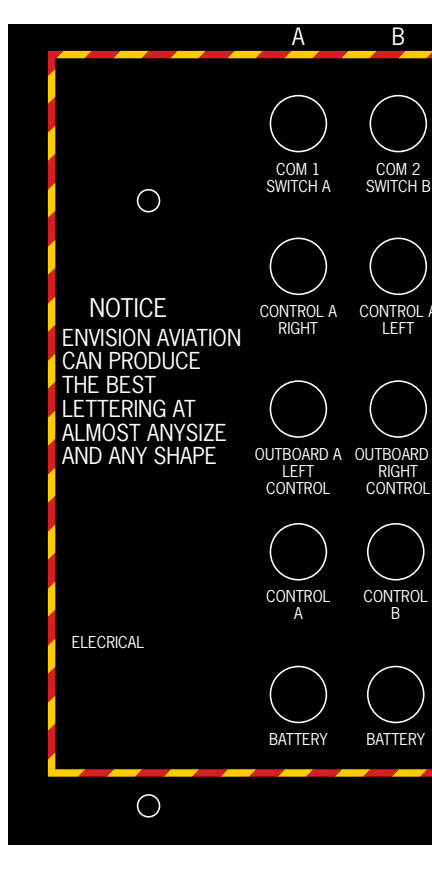 A B
COM 1 COM 2
SWITCH A SWITCH B
NOTICE
ENVISION AVIATION
CAN PRODUCE
THE BEST
LETTERING AT
ALMOST ANYSIZE
AND ANY SHAPE
CONTROL A CONTROL A
RIGHT LEFT
OUTBOARD A OUTBOARD
LEFT RIGHT
CONTROL CONTROL
CONTROL CONTROL
A B
ELECRICAL
BATTERY BATTERY